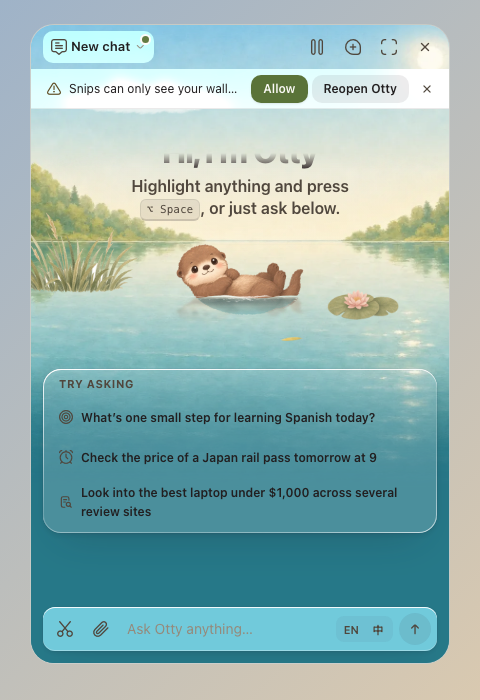 New chat
Snips can only see your wall...
Allow
Reopen Otty
Hi, I'm Otty
Highlight anything and press
⌥ Space, or just ask below.
TRY ASKING
What's one small step for learning Spanish today?
Check the price of a Japan rail pass tomorrow at 9
Look into the best laptop under $1,000 across several
review sites
Ask Otty anything...
EN 中